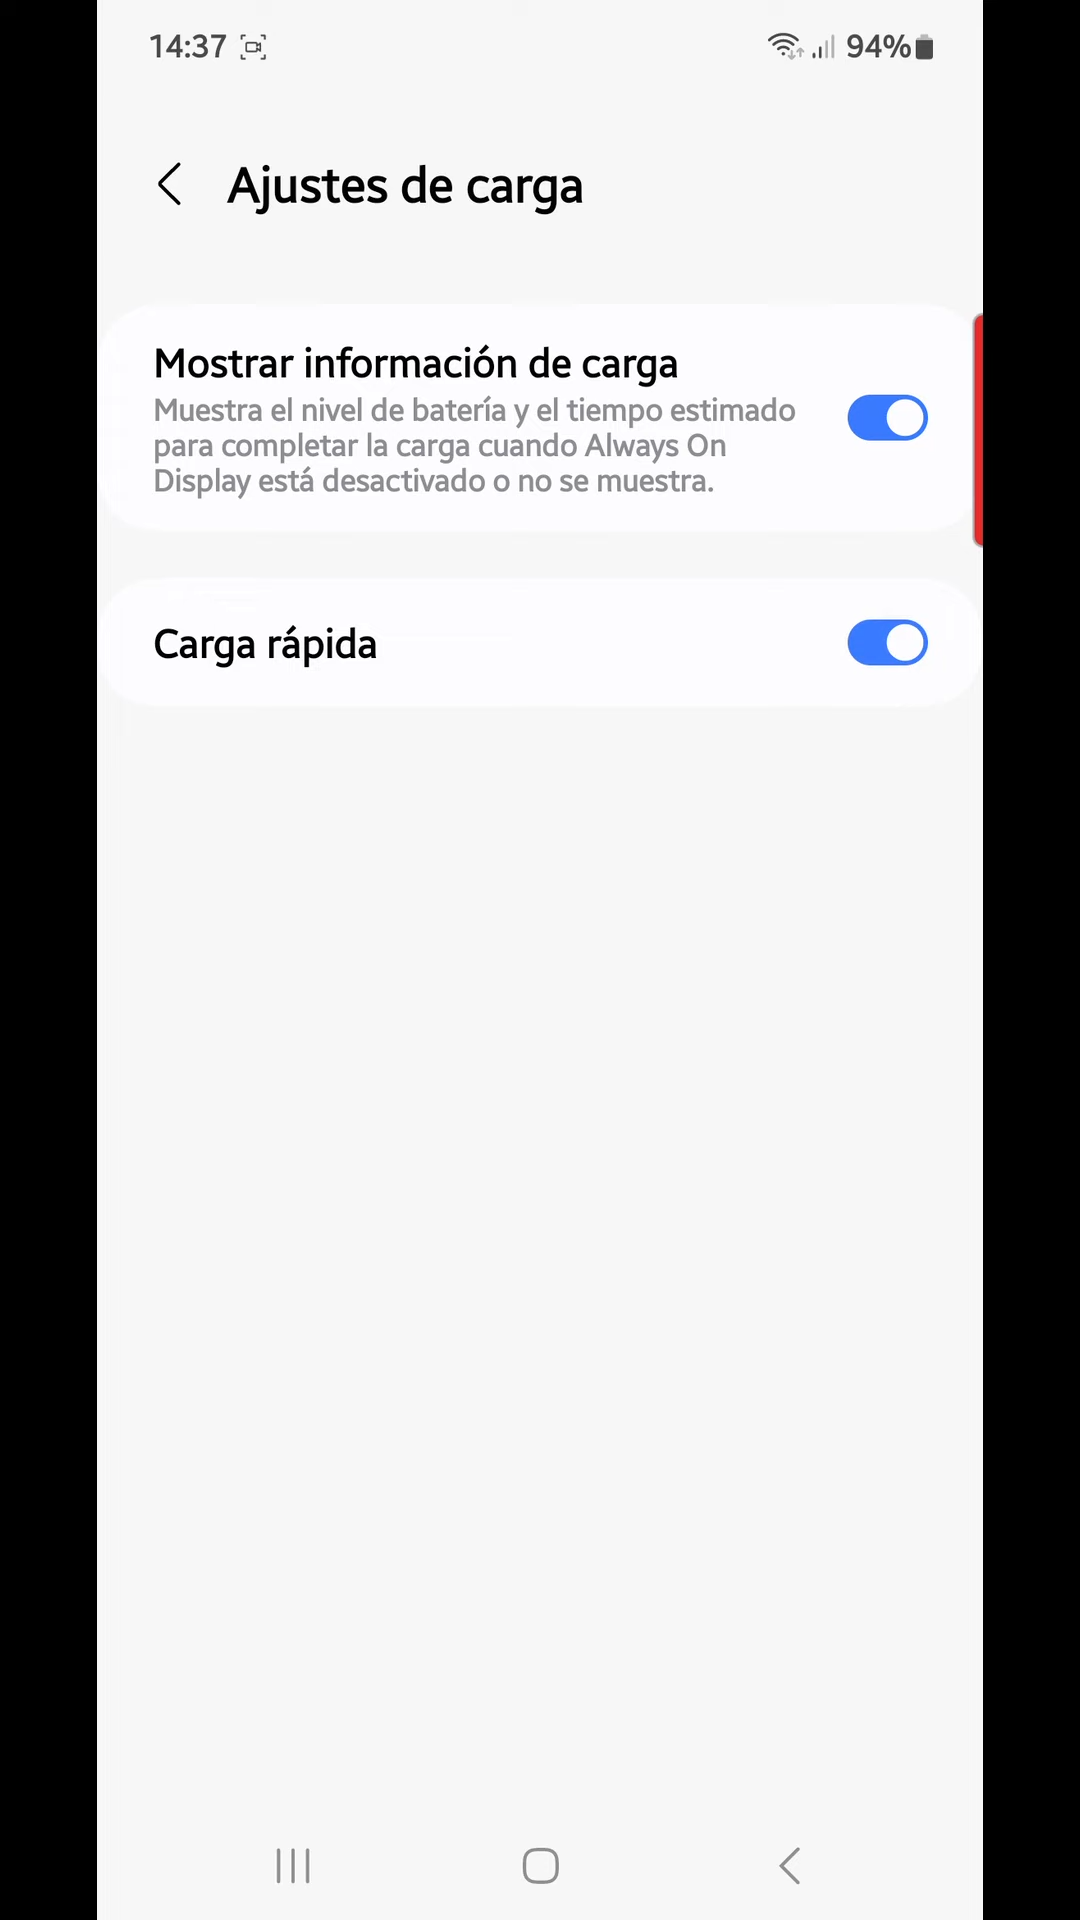 14:37
94%
Ajustes de carga
Mostrar información de carga
Muestra el nivel de batería y el tiempo estimado
para completar la carga cuando Always On
Display está desactivado o no se muestra.
Carga rápida